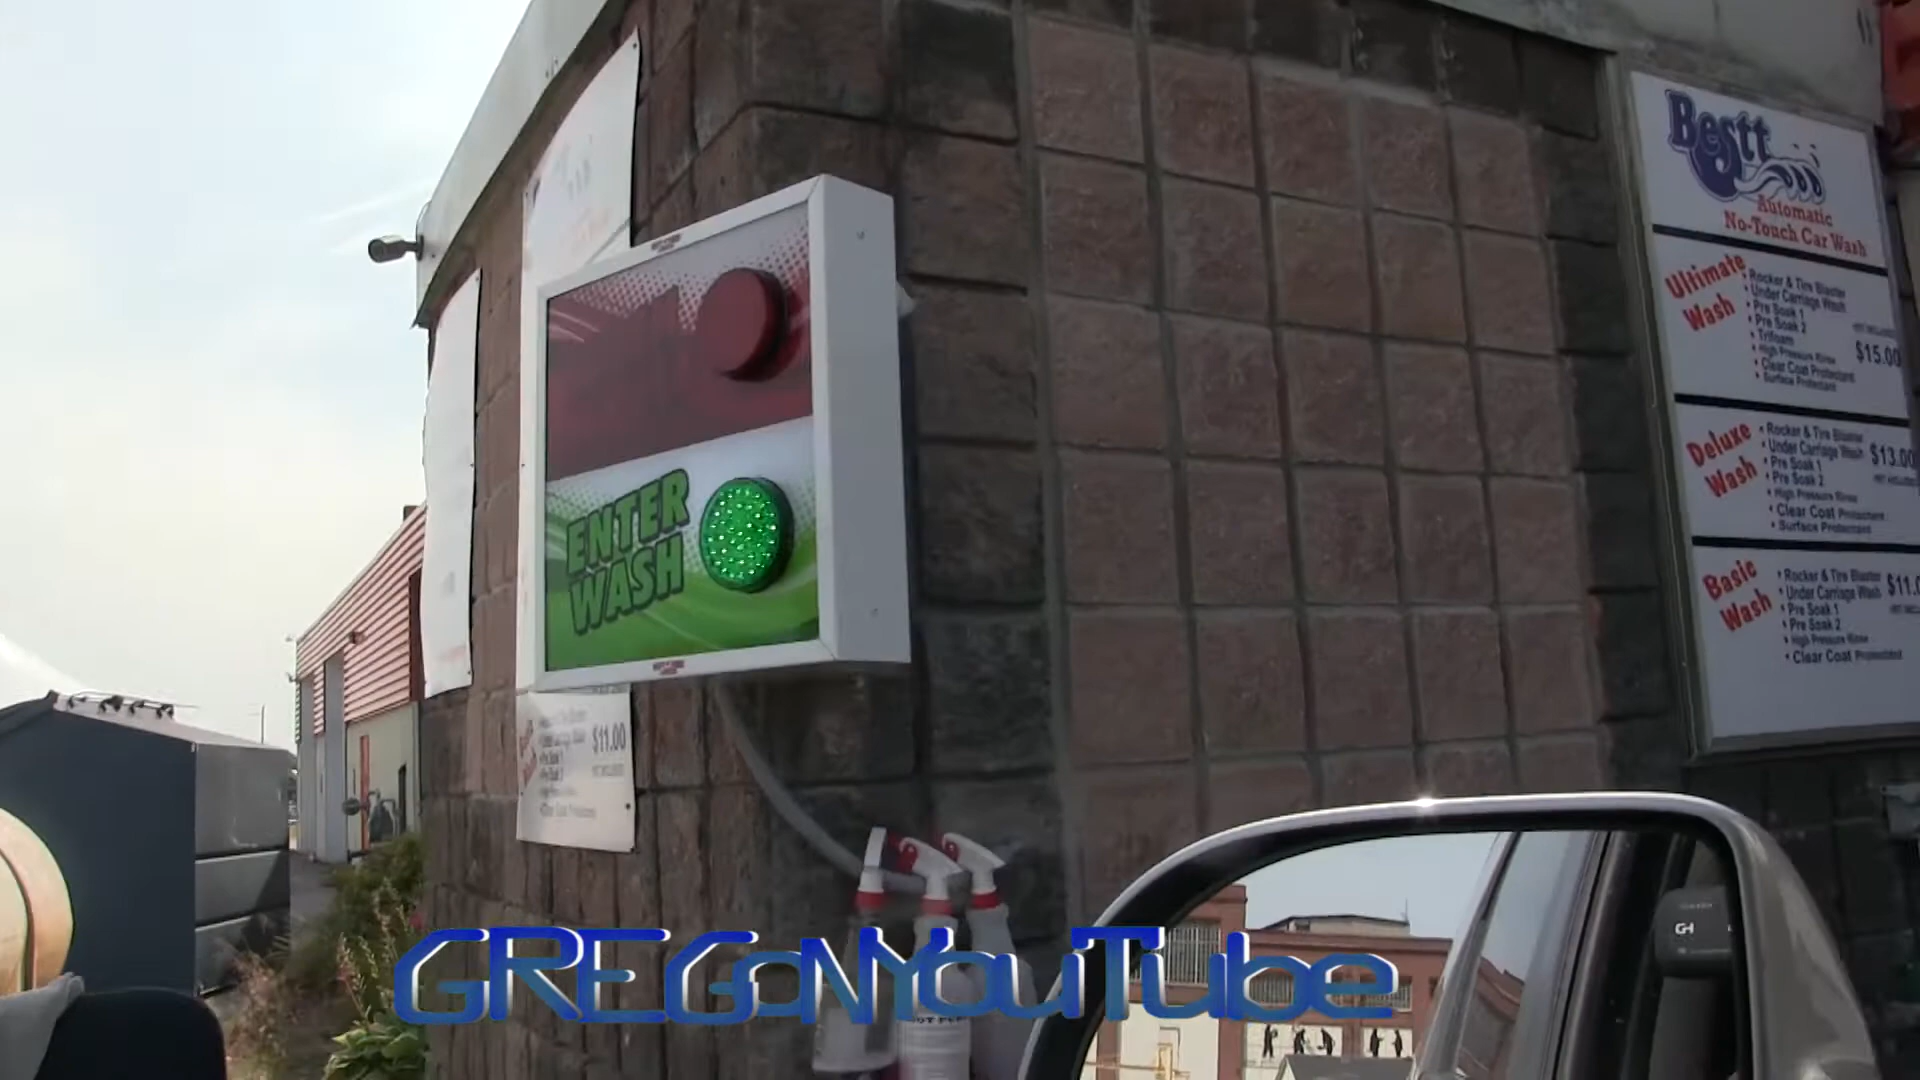 ENTER
WASH
$11.00
Bestt
Automatic
No-Touch Car Wash
Ultimate
Wash
• Rocker & Tire Blaster
• Under Carriage Wash
• Pre Soak 1
• Pre Soak 2
• Trifoam
• High Pressure Rinse
• Clear Coat Protectant
• Surface Protectant
$15.00
Deluxe
Wash
• Rocker & Tire Blaster
• Under Carriage Wash
• Pre Soak 1
• Pre Soak 2
• High Pressure Rinse
• Clear Coat Protectant
• Surface Protectant
$13.00
Basic
Wash
• Rocker & Tire Blaster
• Under Carriage Wash
• Pre Soak 1
• Pre Soak 2
• High Pressure Rinse
• Clear Coat Protectant
GREGoNYouTube